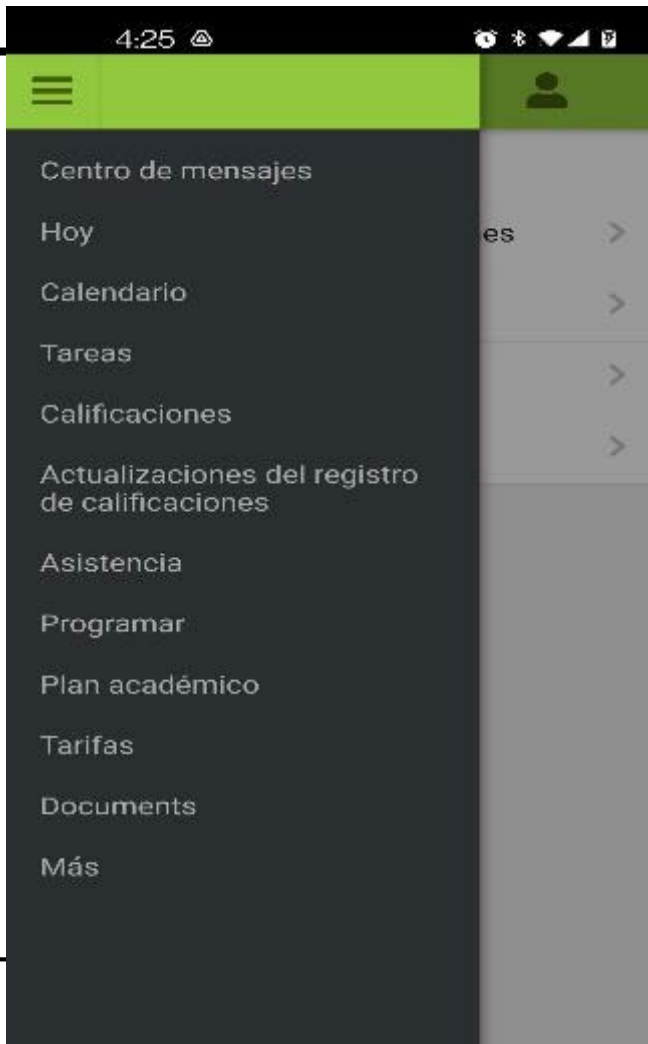 4:25
Centro de mensajes
Hoy
es
Calendario
Tareas
Calificaciones
Actualizaciones del registro
de calificaciones
Asistencia
Programar
Plan académico
Tarifas
Documents
Más